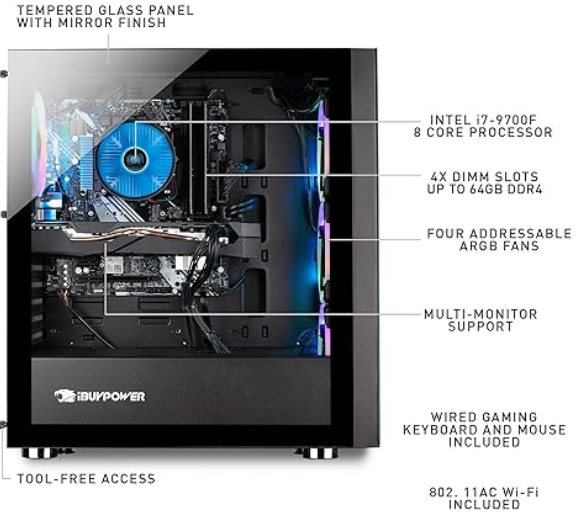 TEMPERED GLASS PANEL
WITH MIRROR FINISH
INTEL i7-9700F
8 CORE PROCESSOR
4X DIMM SLOTS
UP TO 64GB DDR4
FOUR ADDRESSABLE
ARGB FANS
MULTI-MONITOR
SUPPORT
iBUYPOWER
WIRED GAMING
KEYBOARD AND MOUSE
INCLUDED
TOOL-FREE ACCESS
802. 11AC Wi-Fi
INCLUDED